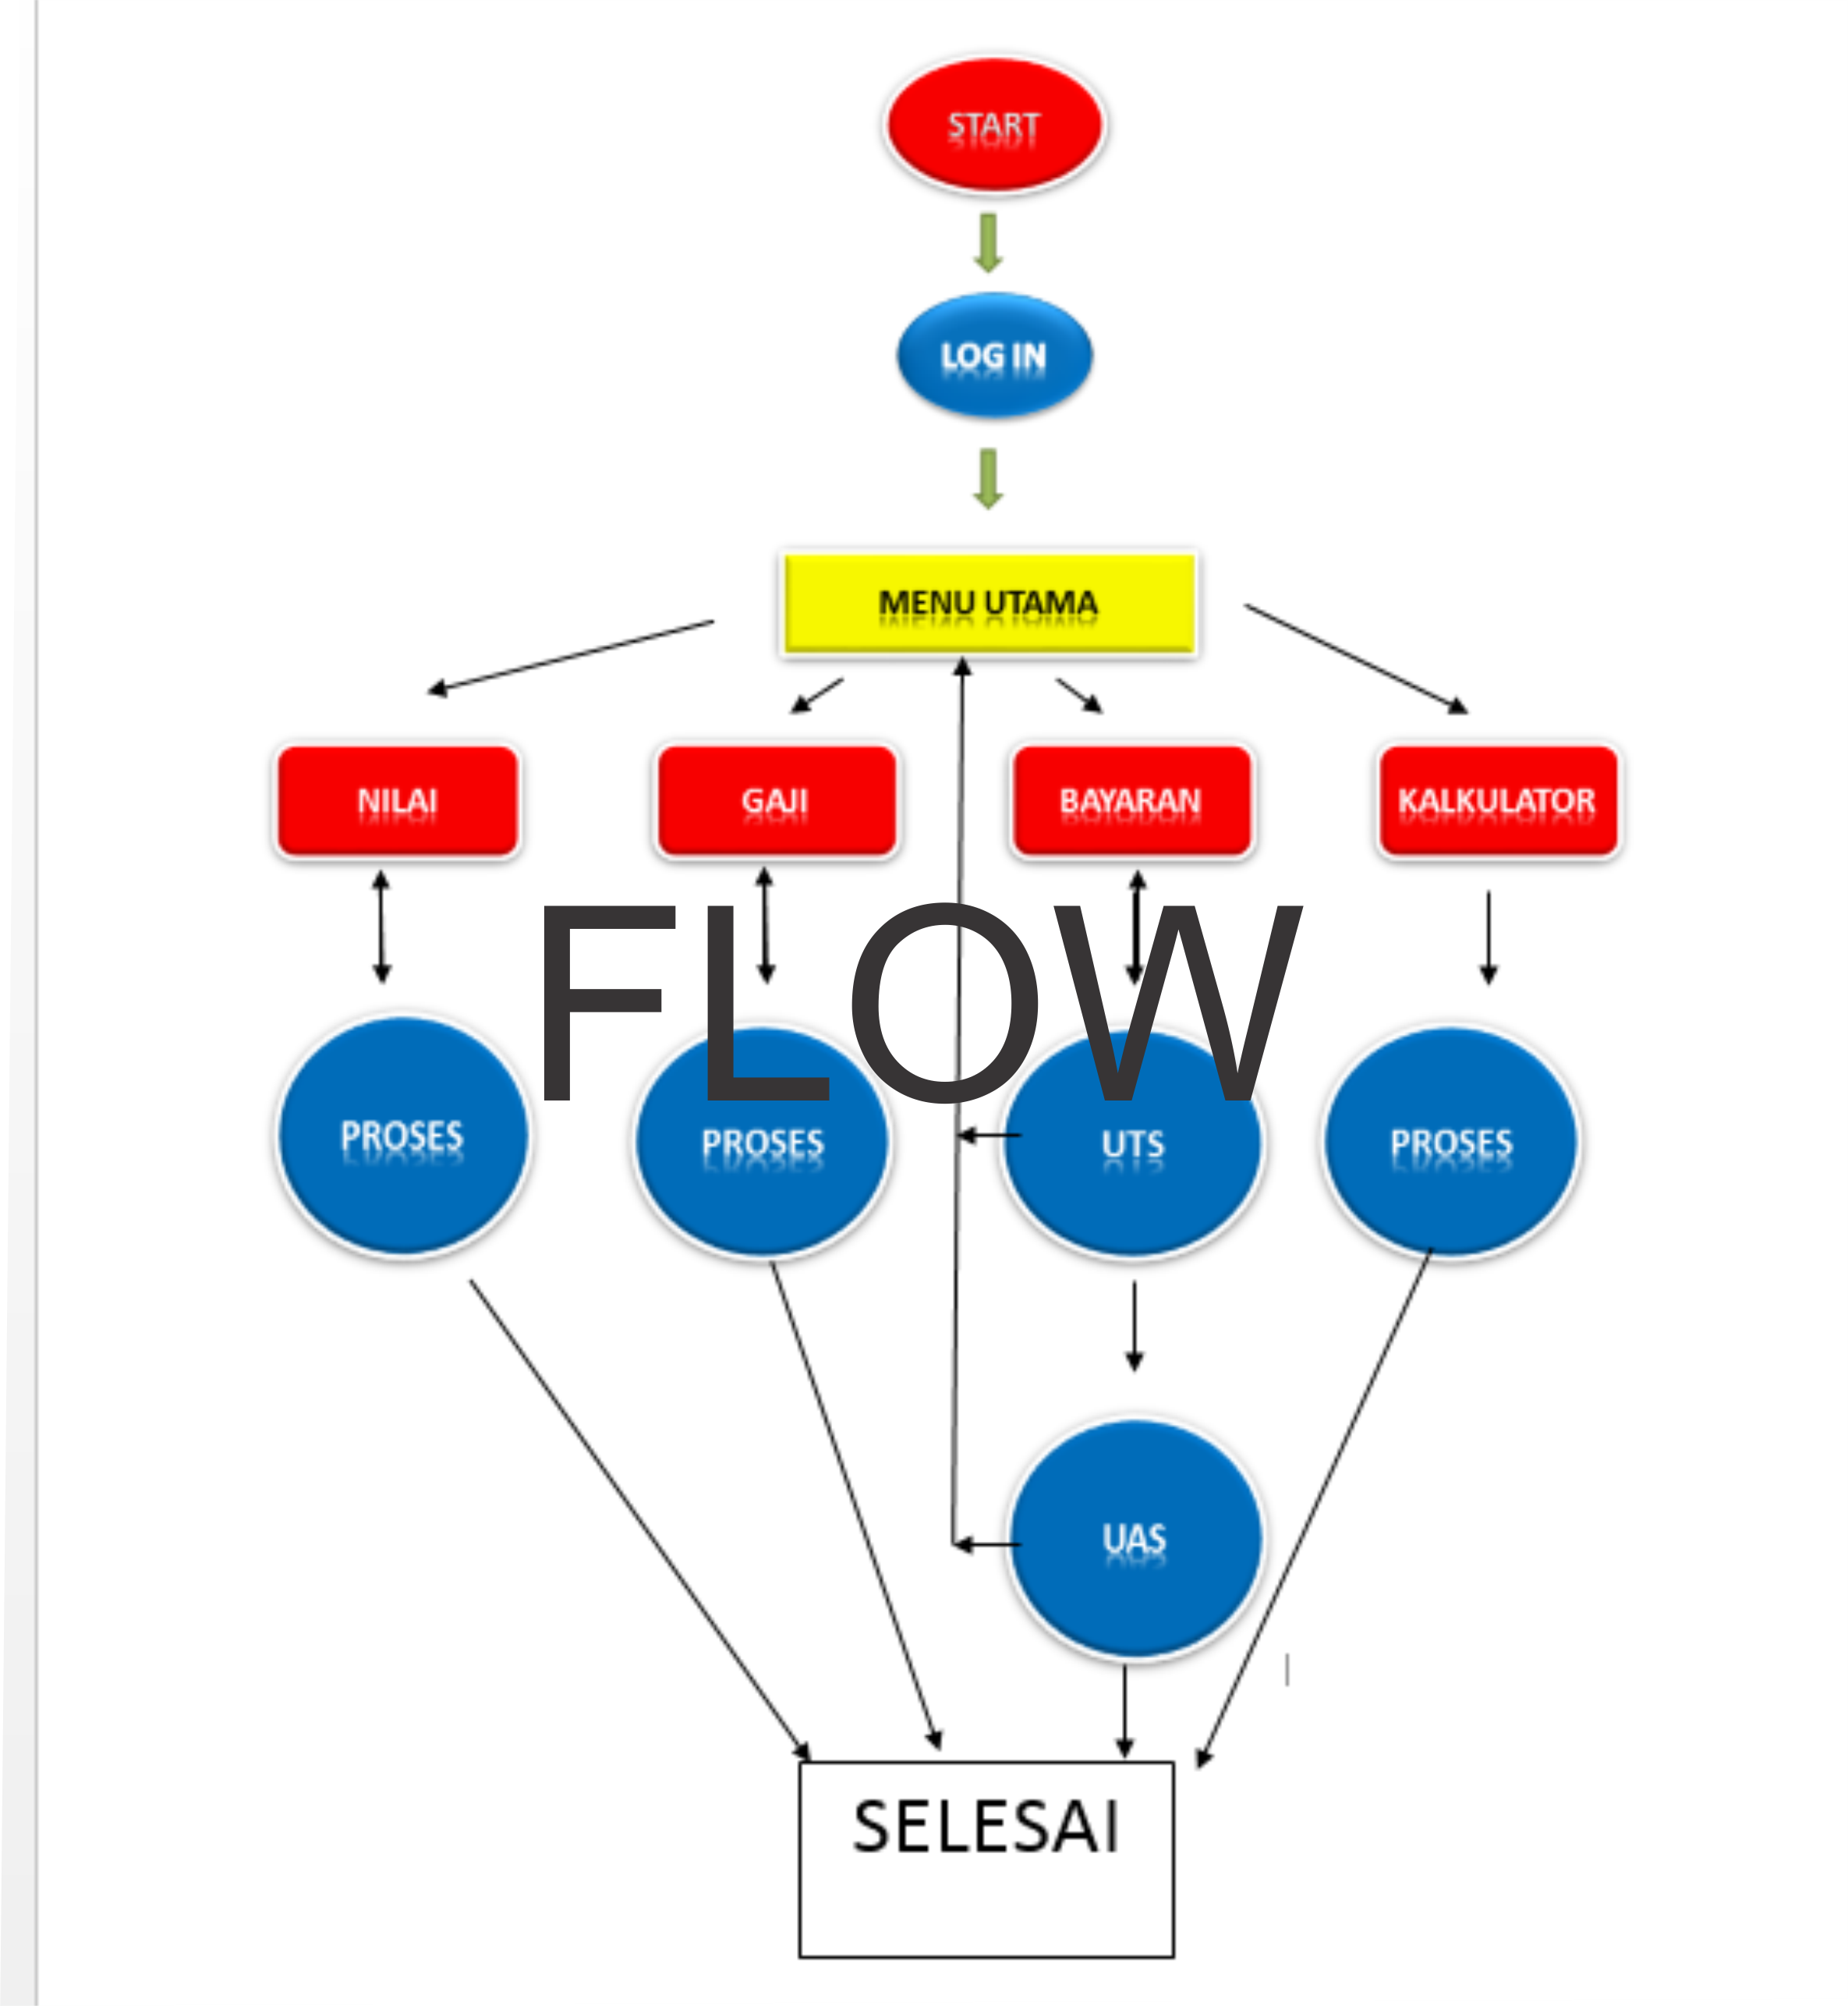 START
LOG IN
MENU UTAMA
NILAI
GAJI
BAYARAN
KALKULATOR
FLOW
PROSES
PROSES
UTS
PROSES
UAS
SELESAI